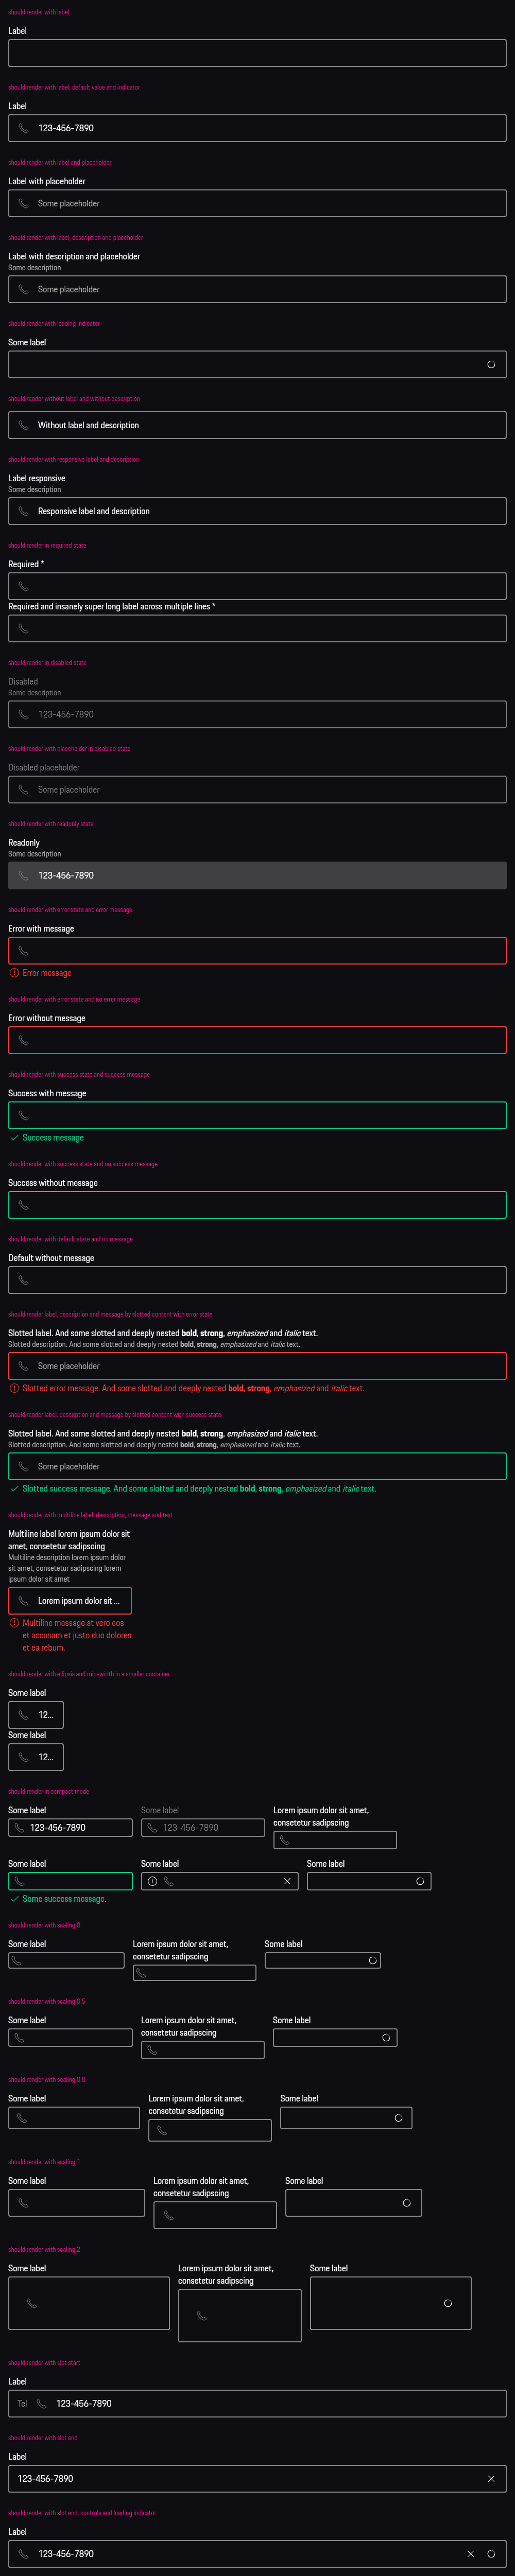 should render with label
Label
should render with label, default value and indicator
Label
123-456-7890
should render with label and placeholder
Label with placeholder
Some placeholder
should render with label, description and placeholder
Label with description and placeholder
Some description
Some placeholder
should render with loading indicator
Some label
should render without label and without description
Without label and description
should render with responsive label and description
Label responsive
Some description
Responsive label and description
should render in required state
Required *
Required and insanely super long label across multiple lines *
should render in disabled state
Disabled
Some description
123-456-7890
should render with placeholder in disabled state
Disabled placeholder
Some placeholder
should render with readonly state
Readonly
Some description
123-456-7890
should render with error state and error message
Error with message
Error message
should render with error state and no error message
Error without message
should render with success state and success message
Success with message
Success message
should render with success state and no success message
Success without message
should render with default state and no message
Default without message
should render label, description and message by slotted content with error state
Slotted label. And some slotted and deeply nested bold, strong, emphasized and italic text.
Slotted description. And some slotted and deeply nested bold, strong, emphasized and italic text.
Some placeholder
Slotted error message. And some slotted and deeply nested bold, strong, emphasized and italic text.
should render label, description and message by slotted content with success state
Slotted label. And some slotted and deeply nested bold, strong, emphasized and italic text.
Slotted description. And some slotted and deeply nested bold, strong, emphasized and italic text.
Some placeholder
Slotted success message. And some slotted and deeply nested bold, strong, emphasized and italic text.
should render with multiline label, description, message and text
Multiline label lorem ipsum dolor sit
amet, consetetur sadipscing
Multiline description lorem ipsum dolor
sit amet, consetetur sadipscing lorem
ipsum dolor sit amet
Lorem ipsum dolor sit ...
Multiline message at vero eos
et accusam et justo duo dolores
et ea rebum.
should render with ellipsis and min-width in a smaller container
Some label
12...
Some label
12...
should render in compact mode
Some label
123-456-7890
Some label
123-456-7890
Lorem ipsum dolor sit amet,
consetetur sadipscing
Some label
Some success message.
Some label
Some label
should render with scaling 0
Some label
Lorem ipsum dolor sit amet,
consetetur sadipscing
Some label
should render with scaling 0.5
Some label
Lorem ipsum dolor sit amet,
consetetur sadipscing
Some label
should render with scaling 0.8
Some label
Lorem ipsum dolor sit amet,
consetetur sadipscing
Some label
should render with scaling 1
Some label
Lorem ipsum dolor sit amet,
consetetur sadipscing
Some label
should render with scaling 2
Some label
Lorem ipsum dolor sit amet,
consetetur sadipscing
Some label
should render with slot start
Label
Tel
123-456-7890
should render with slot end
Label
123-456-7890
should render with slot end, controls and loading indicator
Label
123-456-7890